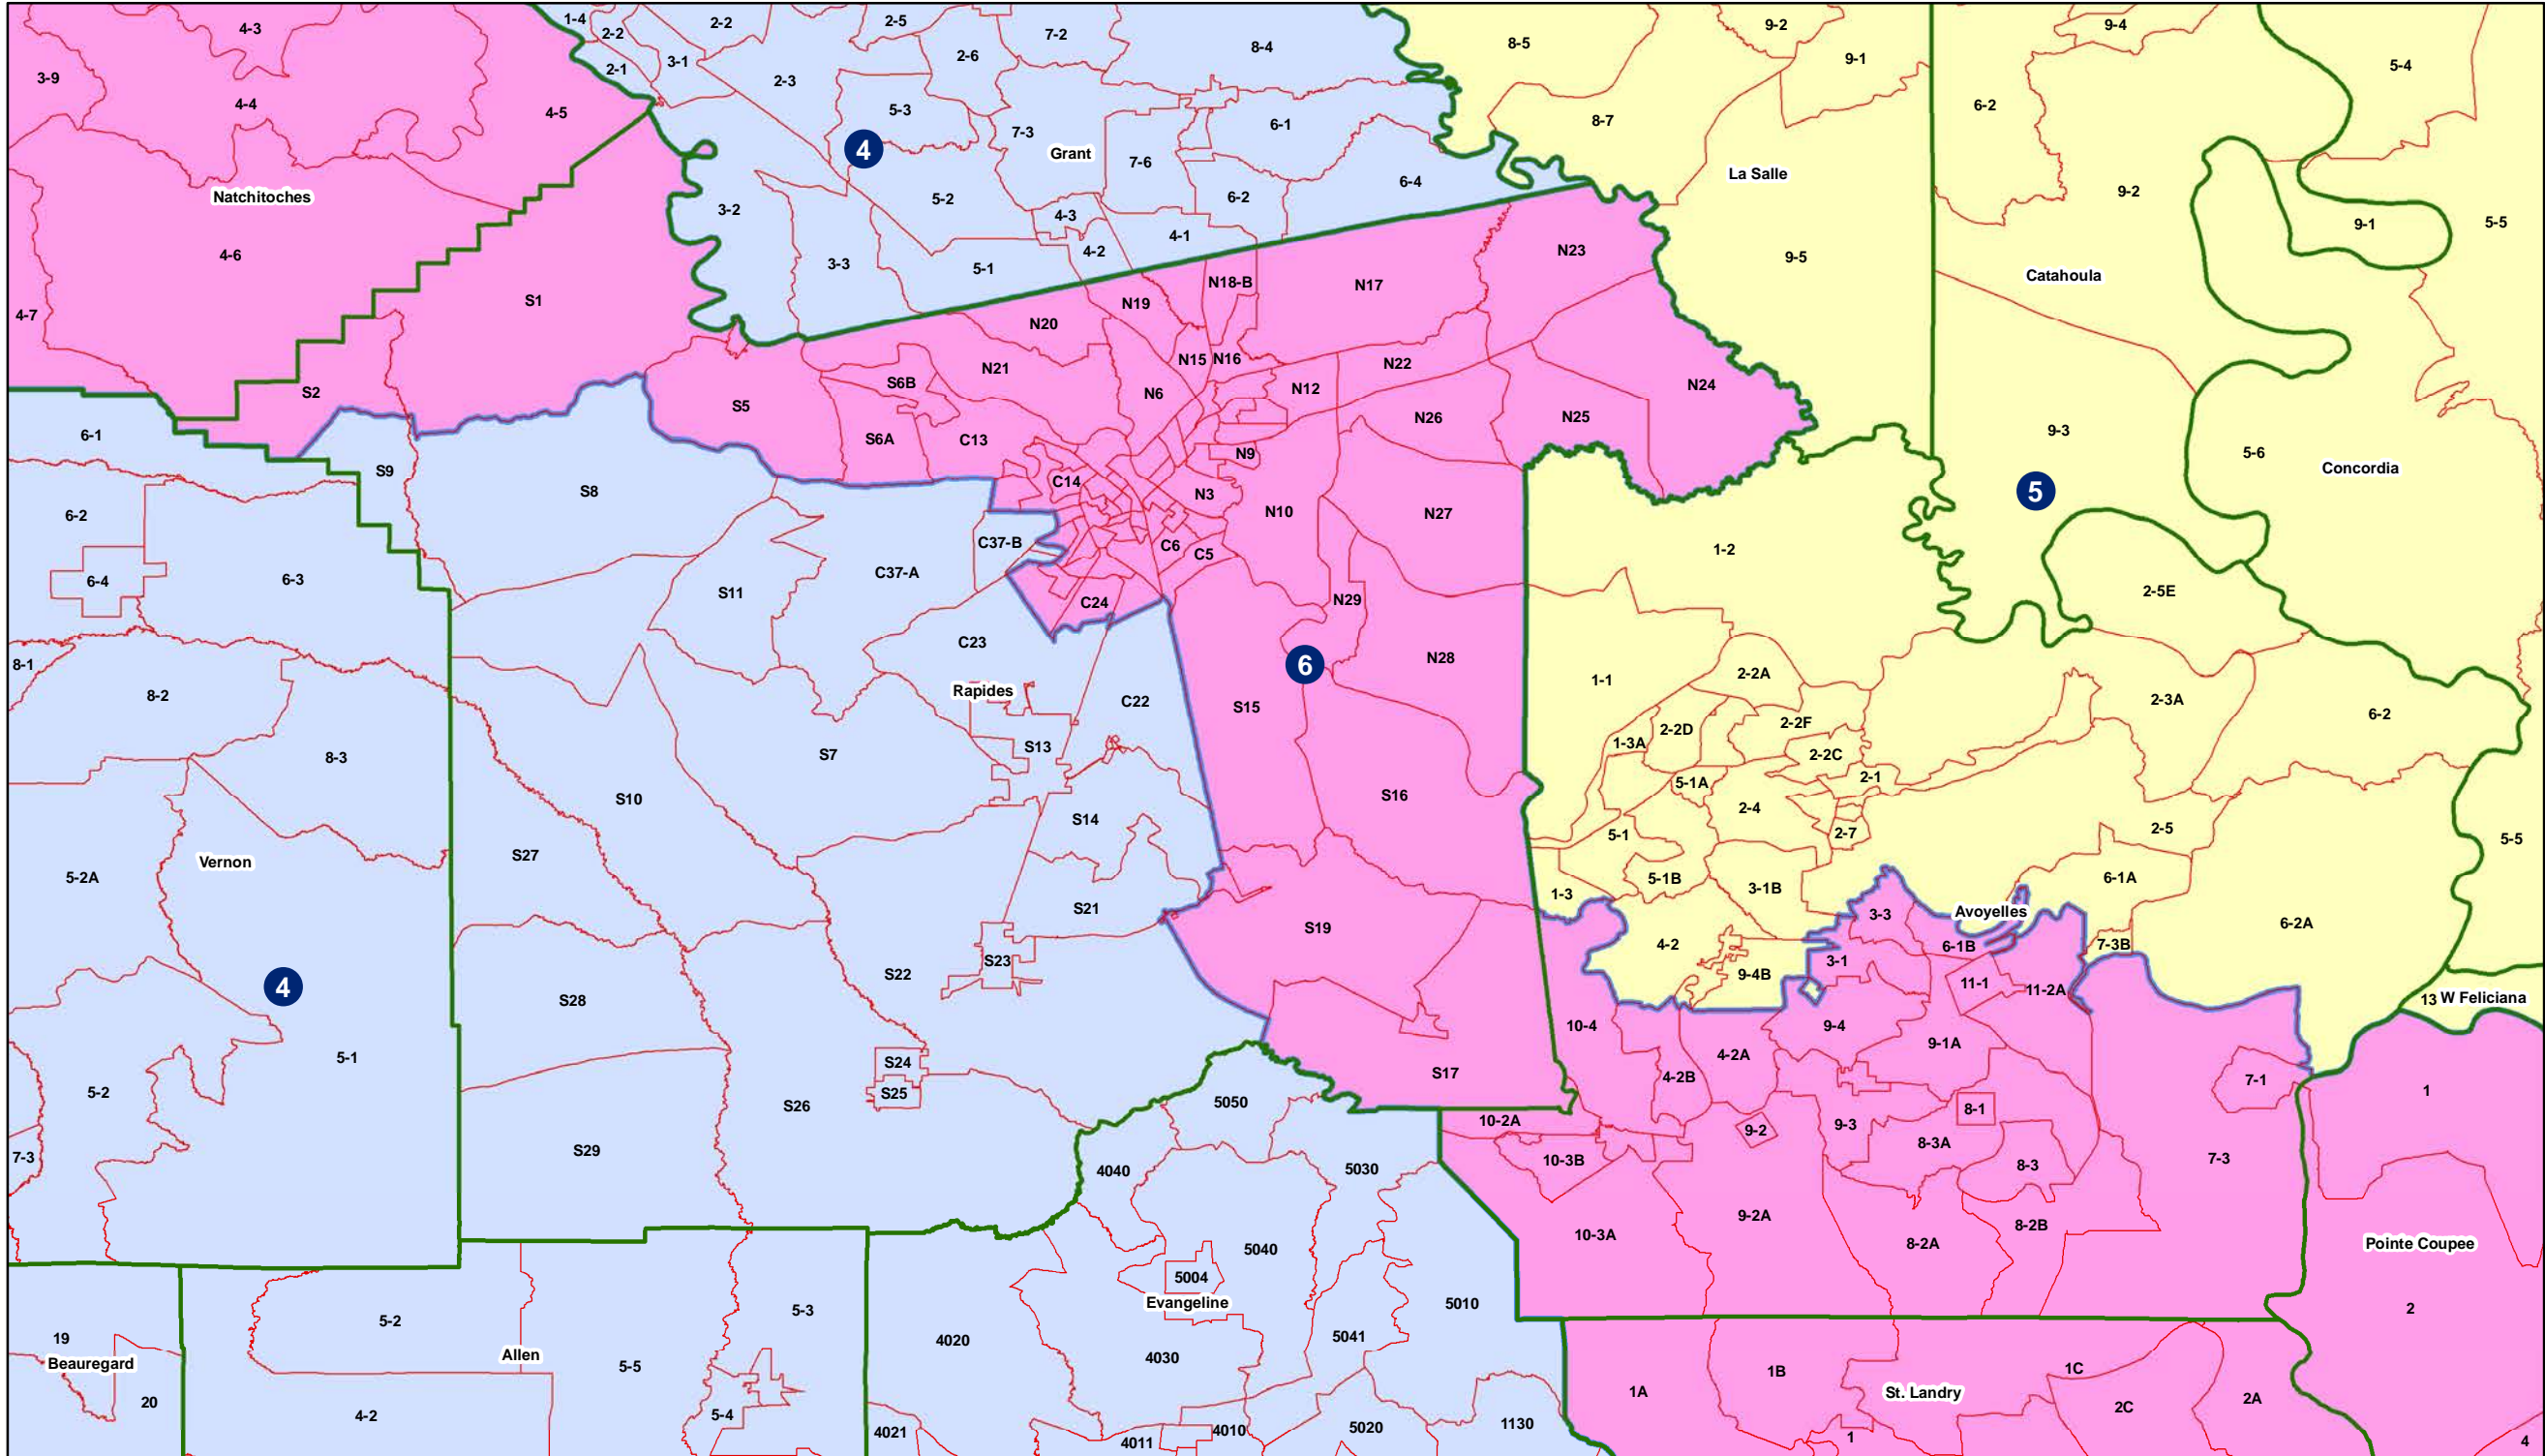 4-3
1-4
2-2
2-2
2-5
7-2
8-4
8-5
9-2
9-1
9-4
5-4
3-9
2-1
3-1
2-3
2-6
4-4
4-5
5-3
7-3
6-1
8-7
6-2
4
Grant
7-6
6-4
La Salle
9-2
Natchitoches
3-2
5-2
4-3
6-2
9-1
5-5
4-6
3-3
5-1
4-2
4-1
N23
9-5
Catahoula
4-7
S1
N20
N19
N18-B
N17
S2
S6B
N21
N15
N16
N22
N12
N24
S5
N6
N26
N25
6-1
S6A
C13
N9
9-3
5-6
Concordia
S9
S8
C14
N3
N10
N27
5
6-2
C37-B
C6
C5
1-2
6-4
6-3
S11
C37-A
C24
N29
2-5E
8-1
C23
6
N28
1-1
2-2A
2-3A
8-2
Rapides
C22
S15
6-2
8-3
S7
S13
2-2D
2-2F
1-3A
2-2C
S10
S16
5-1A
2-1
2-4
S14
5-1
2-7
2-5
5-5
Vernon
S27
5-2A
S21
S19
1-3
5-1B
3-1B
6-1A
3-3
Avoyelles
6-2A
4
S28
S22
S23
4-2
9-4B
3-1
6-1B
7-3B
11-1
11-2A
13
W Feliciana
10-4
9-4
5-1
S24
S25
S17
4-2B
4-2A
9-1A
7-1
1
5-2
S26
5050
10-2A
9-2
9-3
8-1
8-3A
7-3
S29
4040
5030
10-3B
8-3
7-3
5040
10-3A
9-2A
8-2A
8-2B
Pointe Coupee
5004
Evangeline
5010
2
19
Beauregard
5-2
Allen
5-3
4020
4030
5041
5-5
1A
1B
1C
St. Landry
2C
2A
20
4-2
5-4
4021
4011
4010
5020
1130
1
4